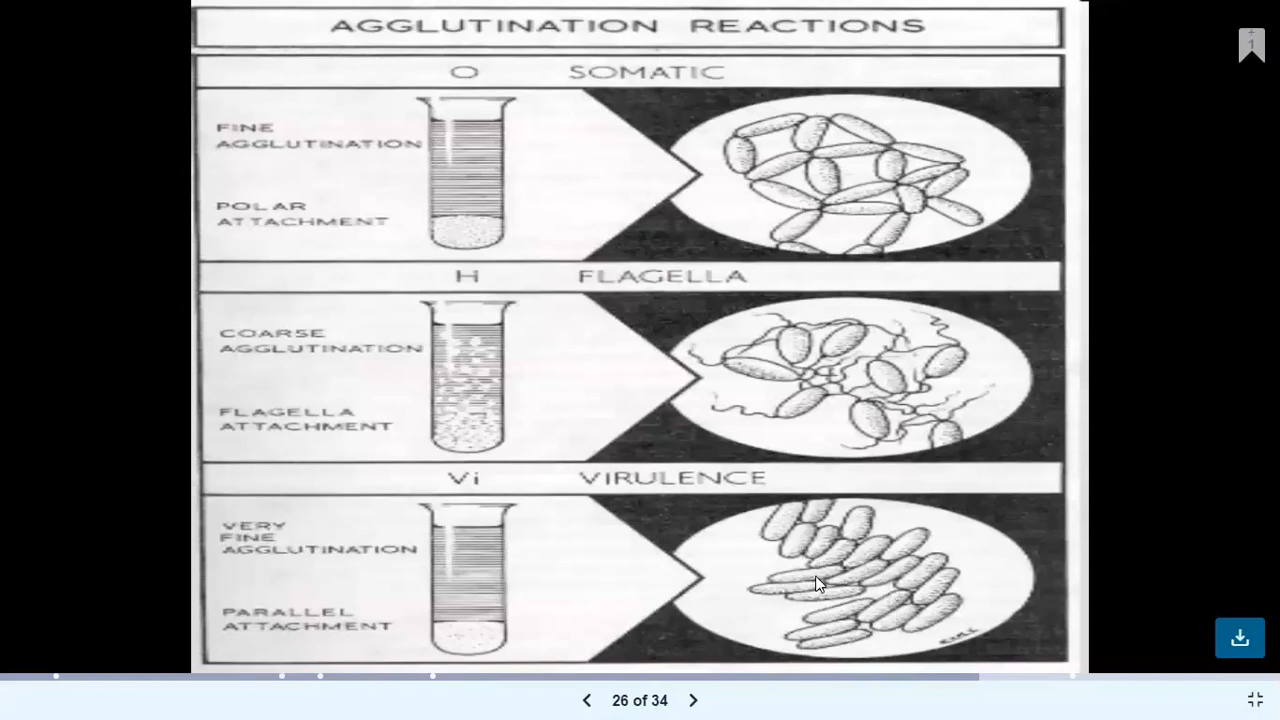 AGGLUTINATION REACTIONS
O SOMATIC
FINE
AGGLUTINATION
POLAR
ATTACHMENT
H FLAGELLA
COARSE
AGGLUTINATION
FLAGELLA
ATTACHMENT
Vi VIRULENCE
VERY
FINE
AGGLUTINATION
PARALLEL
ATTACHMENT
1
26 of 34